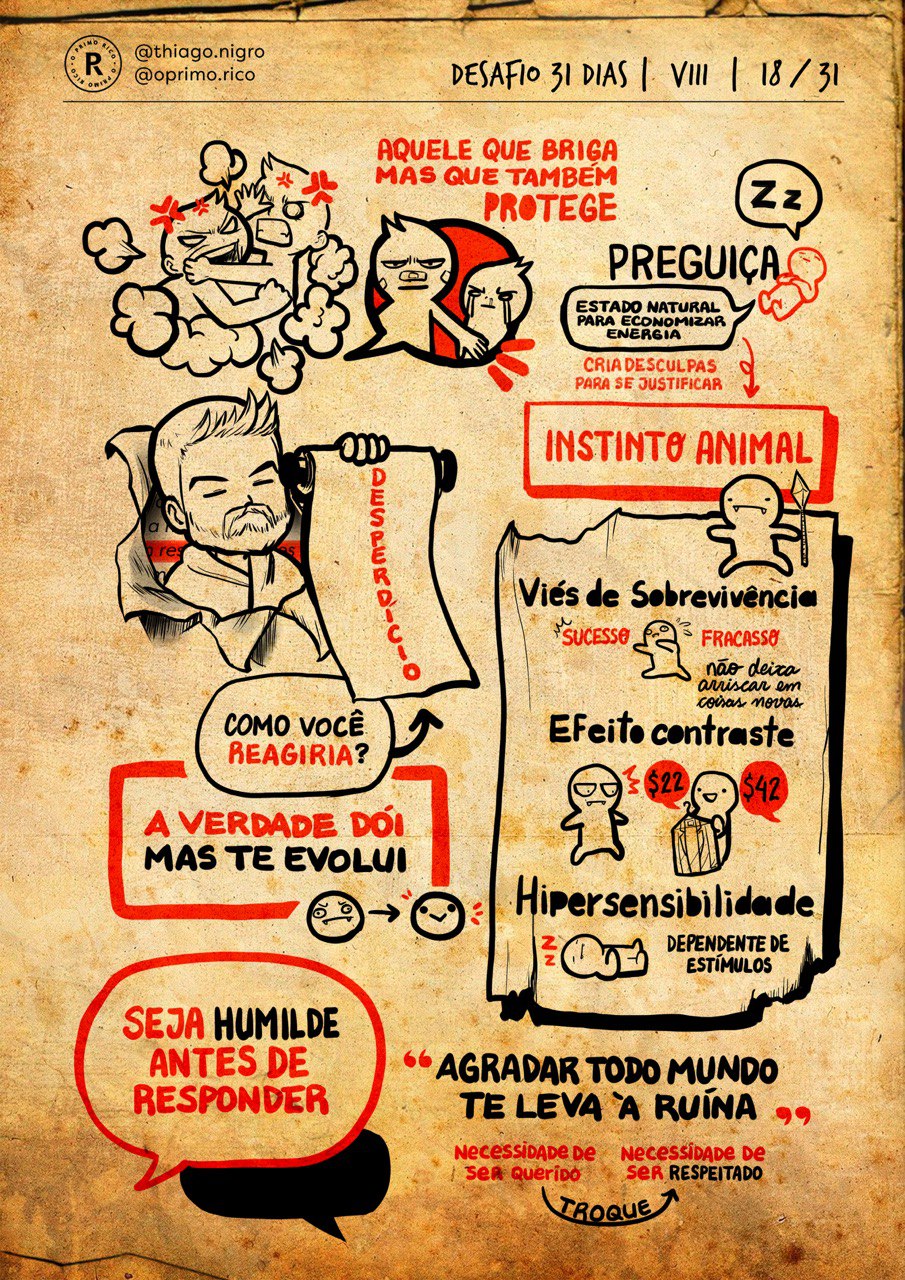 R
O PRIMO RICO · O PRIMO RICO ·
@thiago.nigro
@oprimo.rico
DESAFIO 31 DIAS | VIII | 18 / 31
AQUELE QUE BRIGA
MAS QUE TAMBÉM
PROTEGE
Zz
PREGUIÇA
ESTADO NATURAL
PARA ECONOMIZAR
ENERGIA
CRIA DESCULPAS
PARA SE JUSTIFICAR
INSTINTO ANIMAL
DESPERDÍCIO
COMO VOCÊ
REAGIRIA?
A VERDADE DÓI
MAS TE EVOLUI
Viés de Sobrevivência
SUCESSO FRACASSO
não deixa
arriscar em
coisas novas
Efeito contraste
$22 $42
Hipersensibilidade
Z
Z
DEPENDENTE DE
ESTÍMULOS
SEJA HUMILDE
ANTES DE
RESPONDER
“AGRADAR TODO MUNDO
TE LEVA À RUÍNA”
NECESSIDADE DE
SER QUERIDO
NECESSIDADE DE
SER RESPEITADO
TROQUE